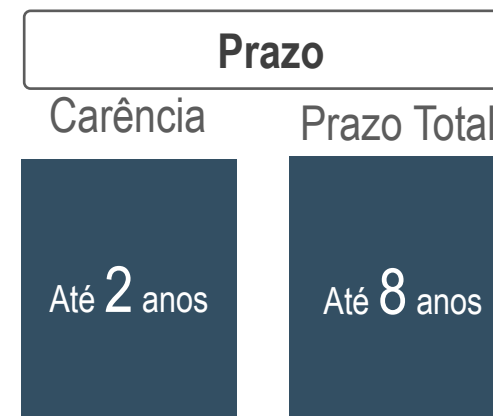 Prazo
Carência
Prazo Total
Até 2 anos
Até 8 anos